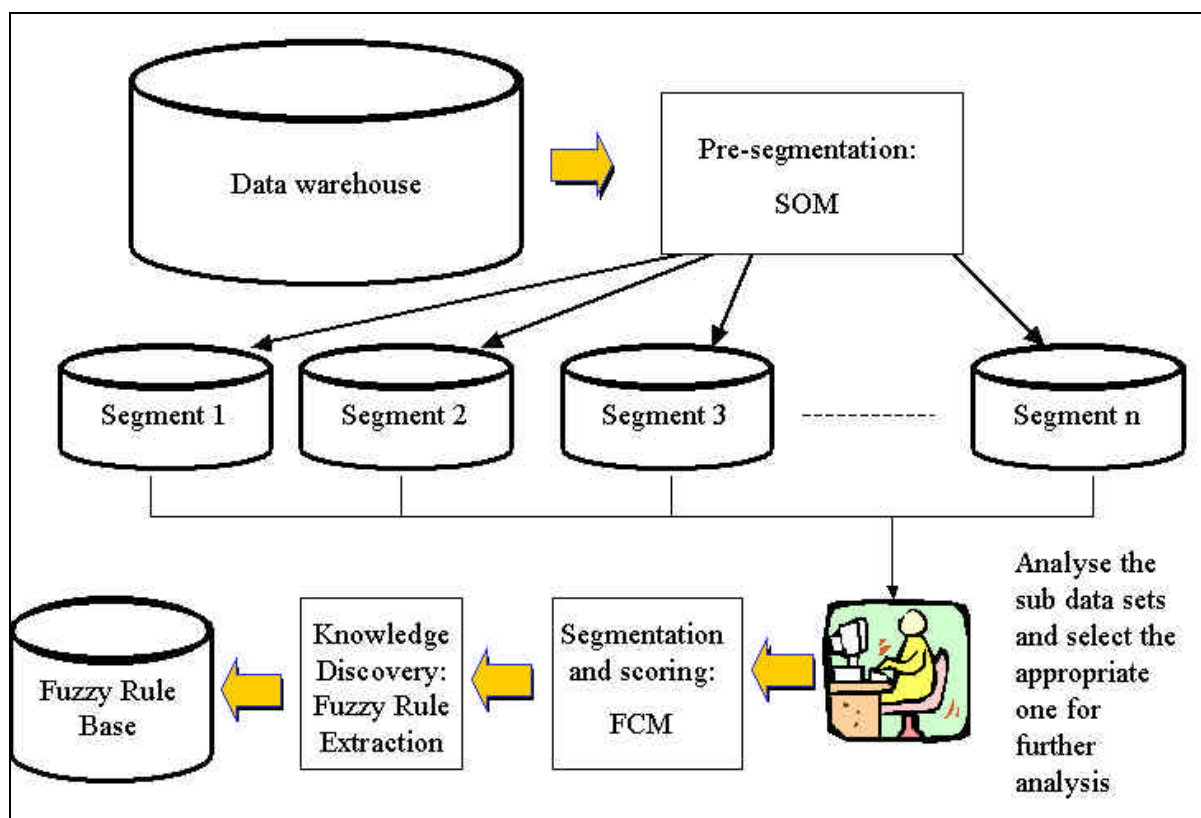 Data warehouse
Pre-segmentation:
SOM
Segment 1
Segment 2
Segment 3
Segment n
Analyse the
sub data sets
and select the
appropriate
one for
further
analysis
Segmentation
and scoring:
FCM
Knowledge
Discovery:
Fuzzy Rule
Extraction
Fuzzy Rule
Base